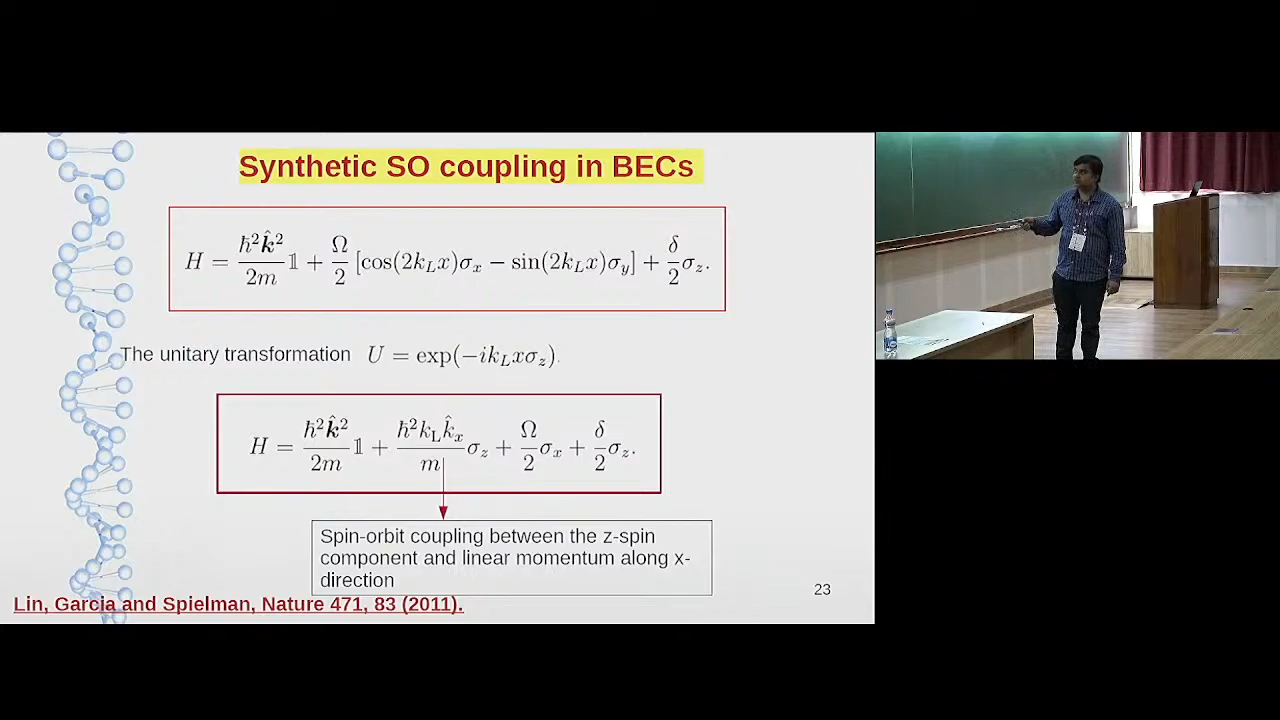 Synthetic SO coupling in BECs
H = ħ²k̂²/2m 𝟙 + Ω/2 [cos(2k_L x)σ_x − sin(2k_L x)σ_y] + δ/2 σ_z.
The unitary transformation U = exp(−ik_L xσ_z).
H = ħ²k̂²/2m 𝟙 + ħ²k_L k̂_x/m σ_z + Ω/2 σ_x + δ/2 σ_z.
Spin-orbit coupling between the z-spin
component and linear momentum along x-
direction
23
Lin, Garcia and Spielman, Nature 471, 83 (2011).